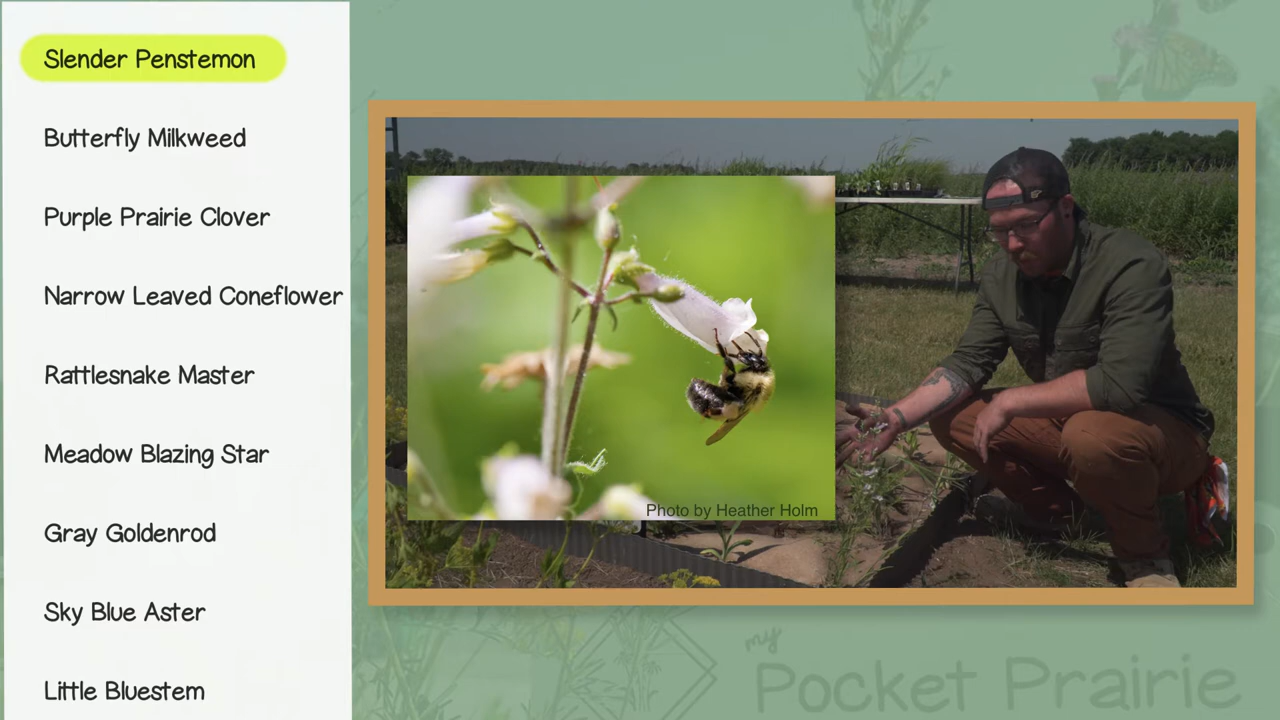 Slender Penstemon
Butterfly Milkweed
Purple Prairie Clover
Narrow Leaved Coneflower
Rattlesnake Master
Meadow Blazing Star
Gray Goldenrod
Sky Blue Aster
Little Bluestem
Photo by Heather Holm
my
Pocket Prairie